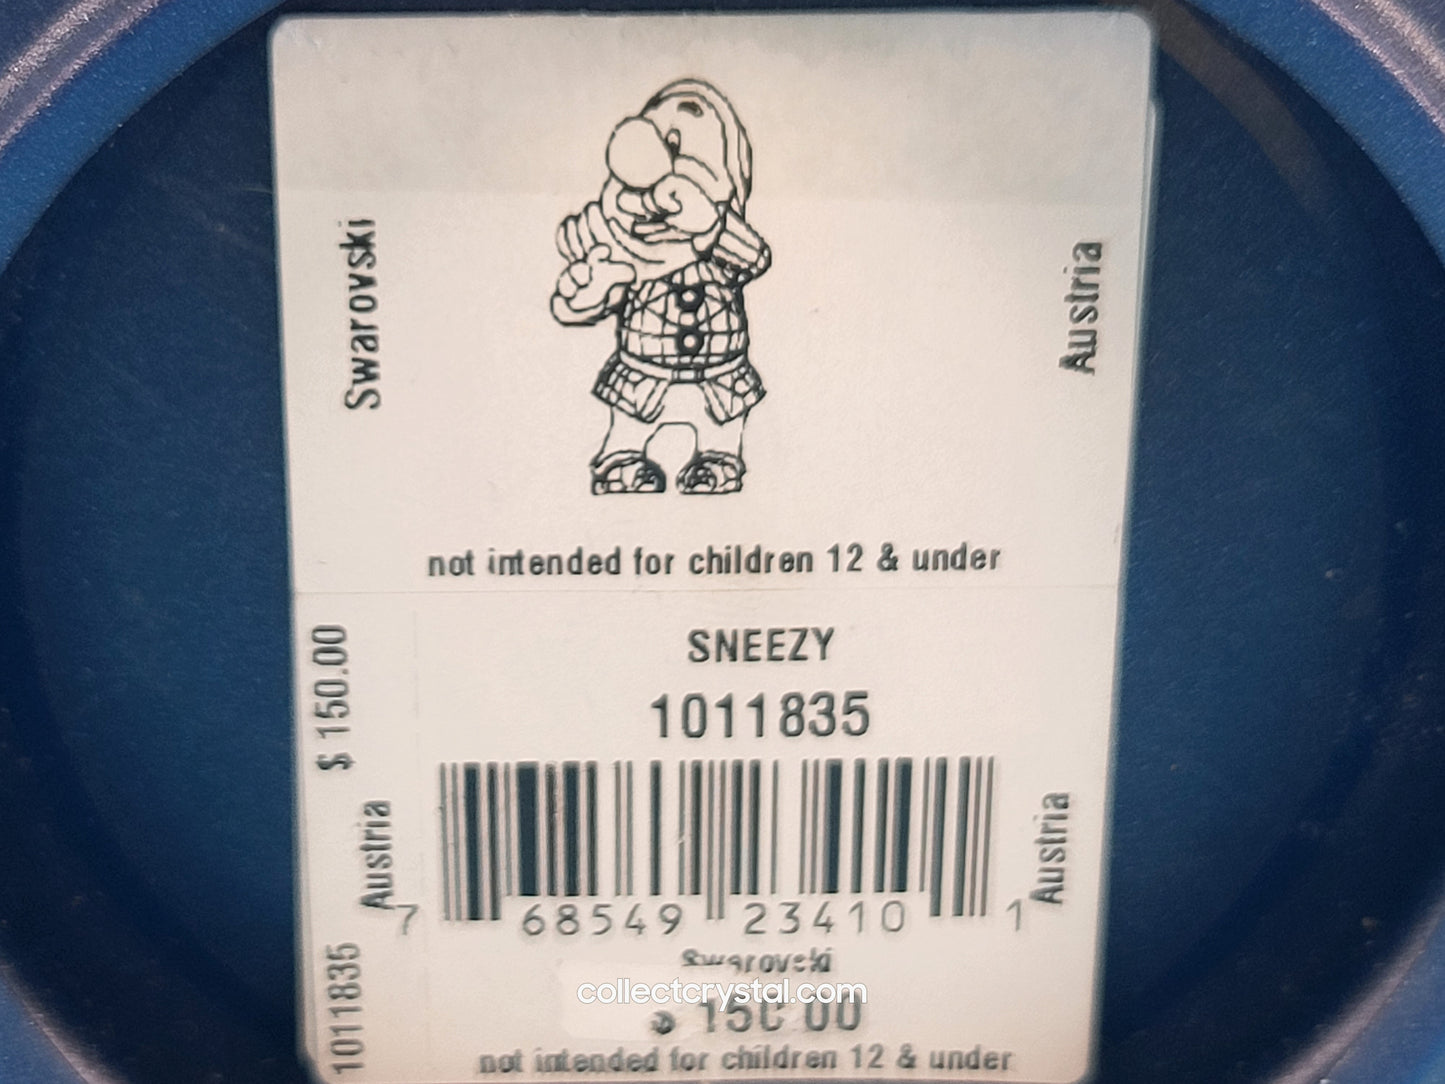 Swarovski
Austria
not intended for children 12 & under
SNEEZY
1011835
$ 150.00
Austria
Austria
7 68549 23410 1
1011835
Swarovski
collectcrystal.com
150.00
not intended for children 12 & under